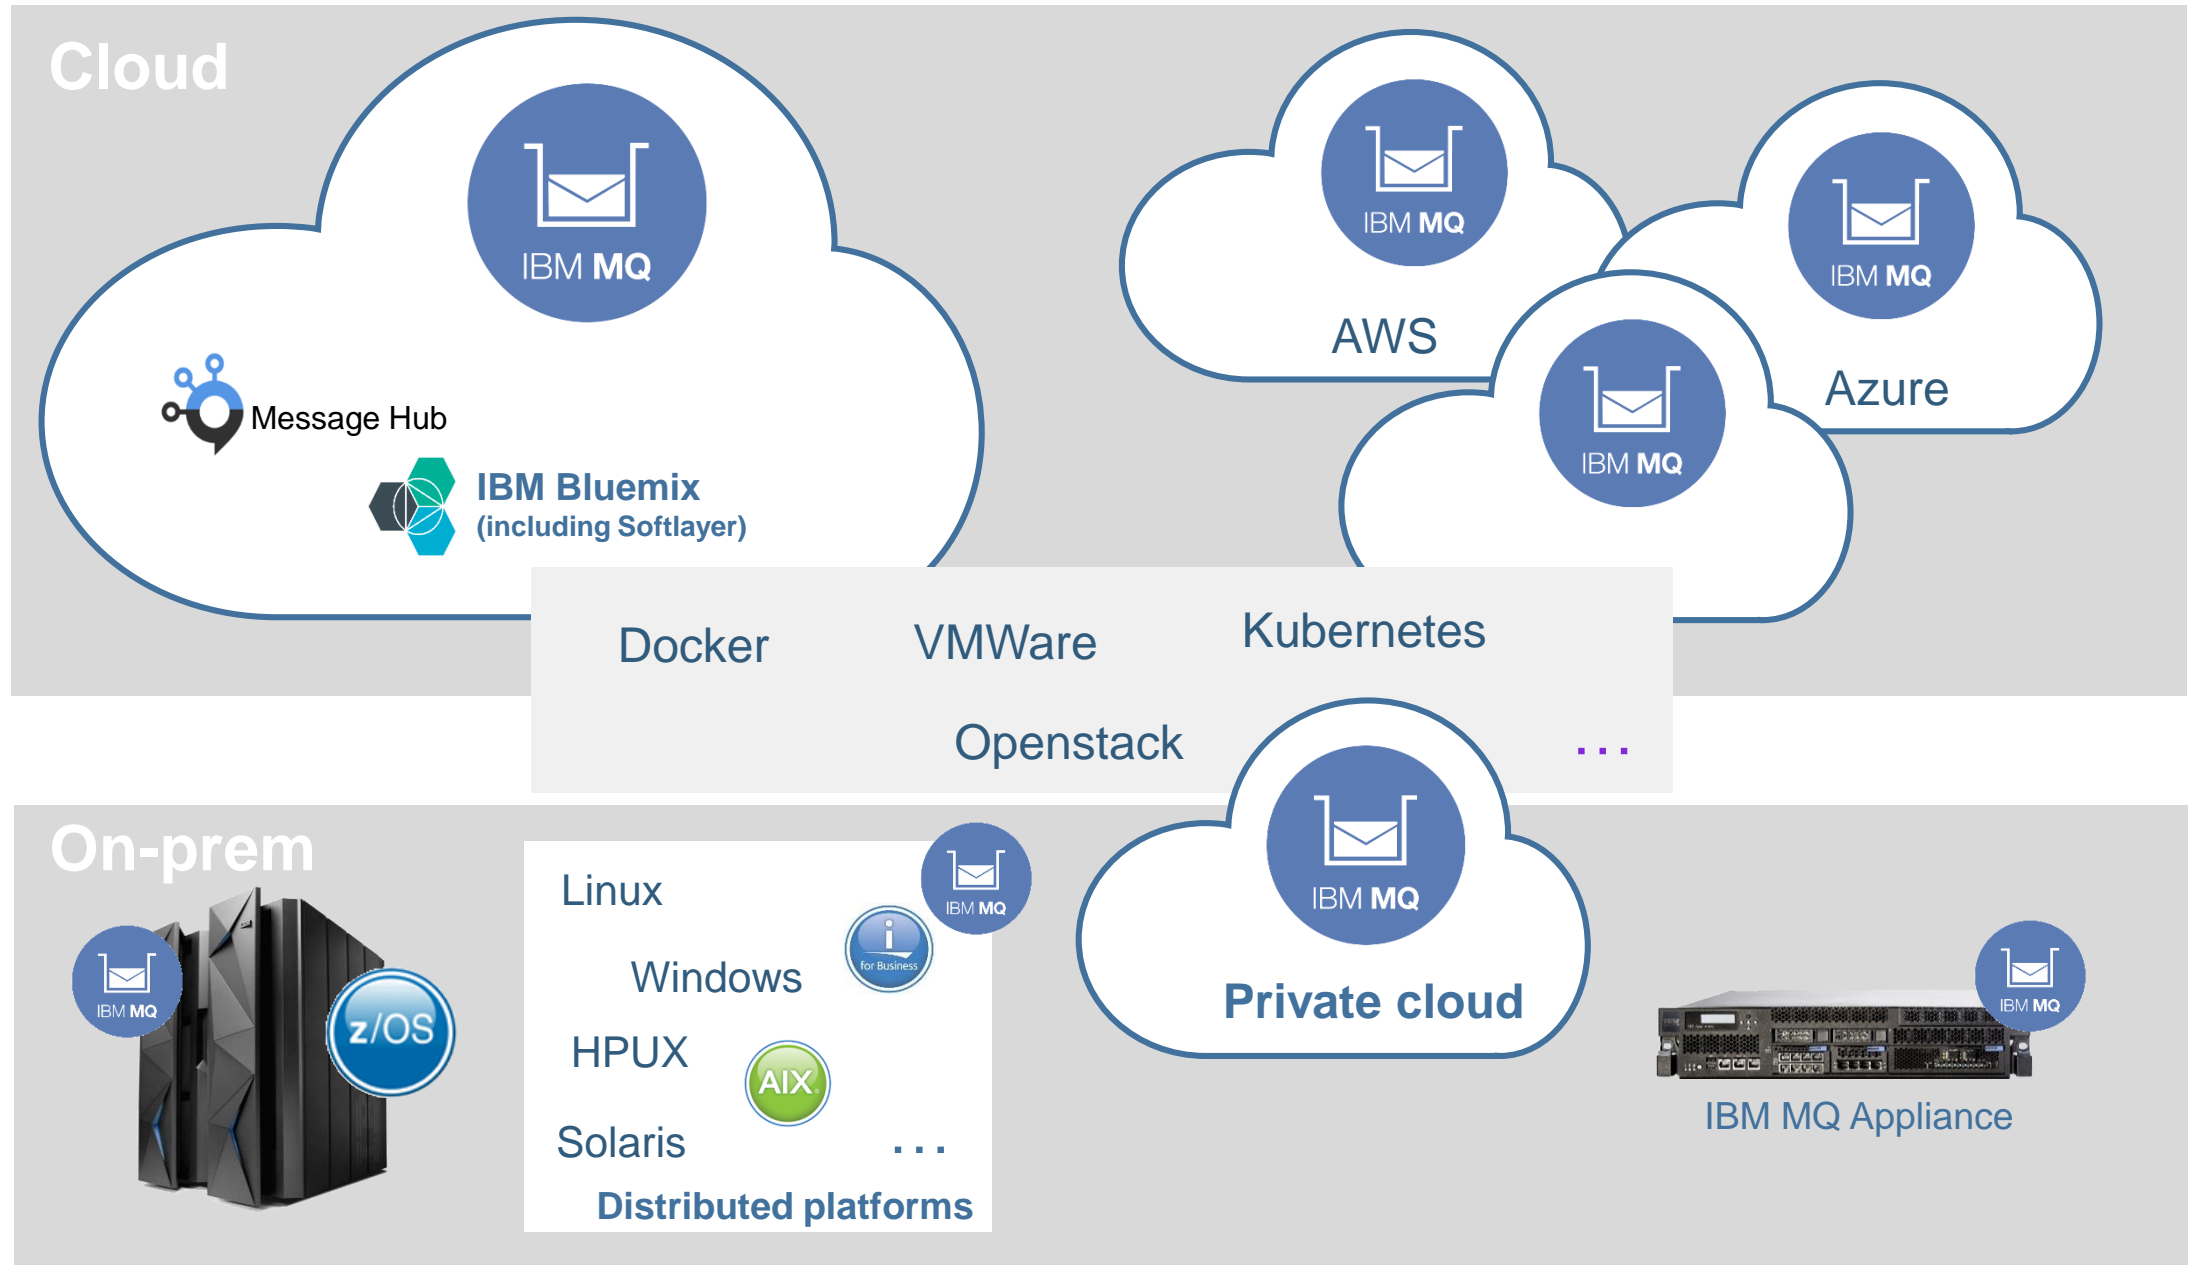 Cloud
IBM MQ
IBM MQ
IBM MQ
AWS
Azure
Message Hub
IBM MQ
IBM Bluemix
(including Softlayer)
Docker
VMWare
Kubernetes
Openstack
...
On-prem
IBM MQ
z/OS
Linux
IBM MQ
i
for Business
Windows
HPUX
AIX
Solaris
...
Distributed platforms
IBM MQ
Private cloud
IBM MQ
IBM MQ Appliance